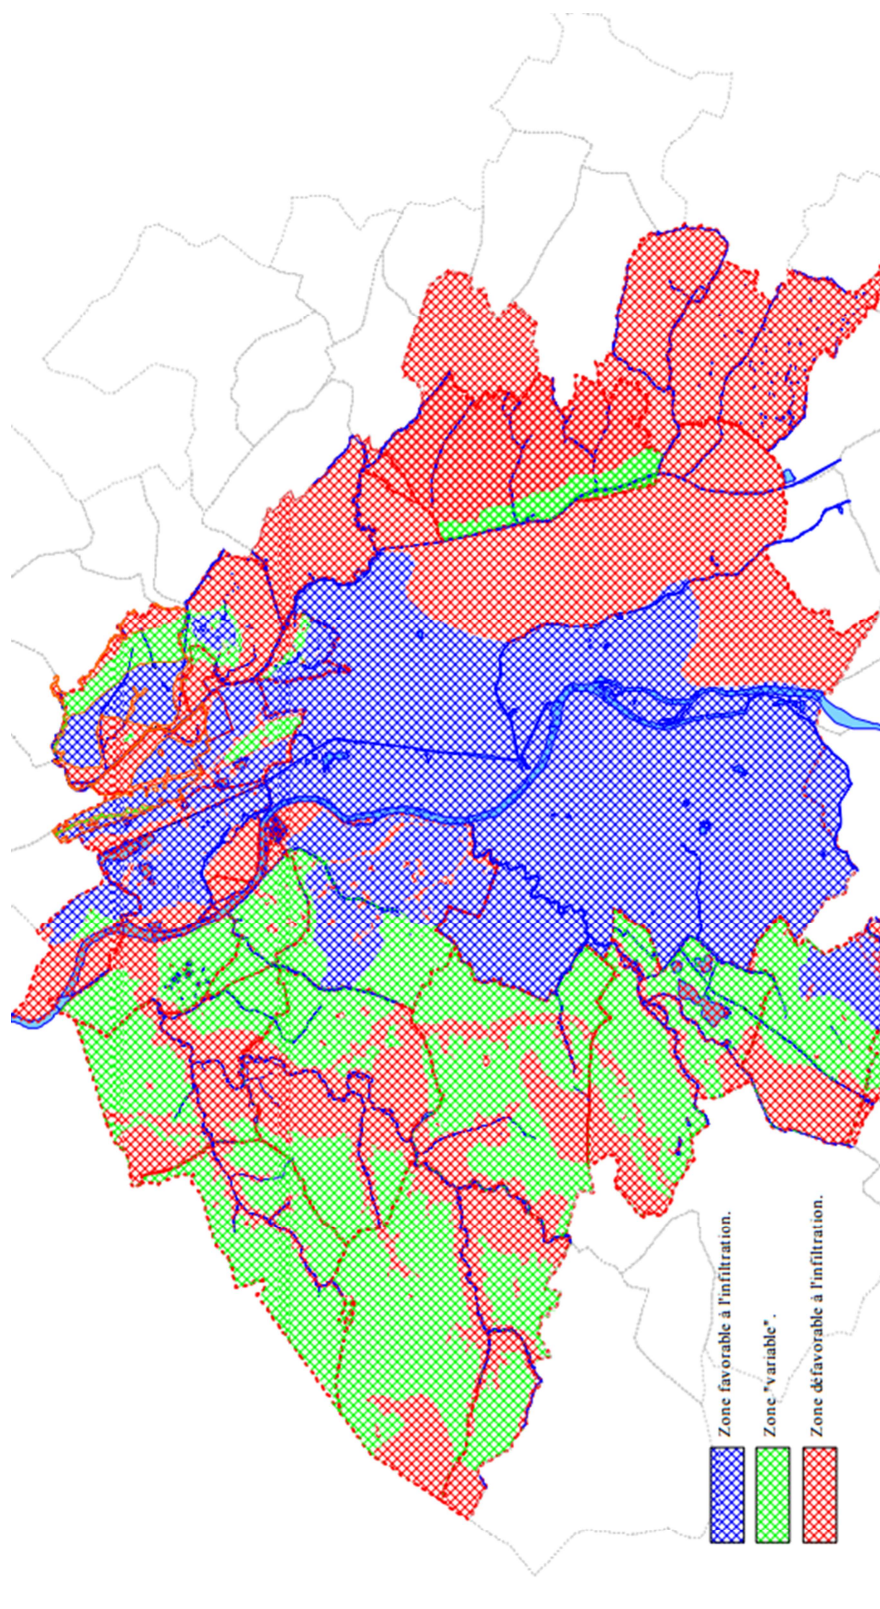 Zone favorable à l'infiltration.
Zone "variable".
Zone défavorable à l'infiltration.